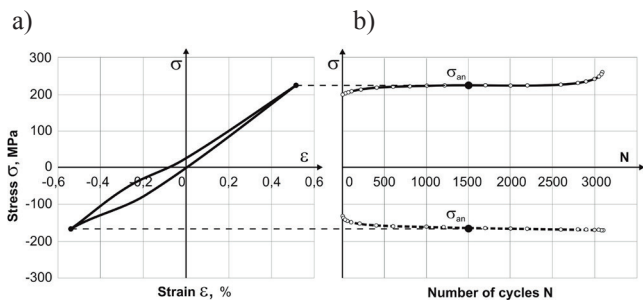 a)
b)
300
200
100
0
-100
-200
-300
Stress σ, MPa
σ
ε
-0,6
-0,4
-0,2
0
0,2
0,4
0,6
Strain ε, %
σ
σan
N
0
500
1000
1500
2000
2500
3000
σan
Number of cycles N